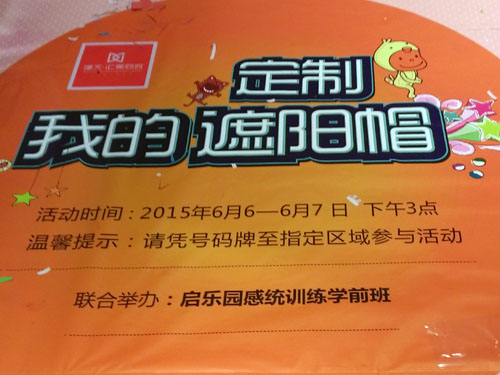 定制
我的遮阳帽
活动时间：2015年6月6—6月7 日 下午3点
温馨提示：请凭号码牌至指定区域参与活动
联合举办：启乐园感统训练学前班